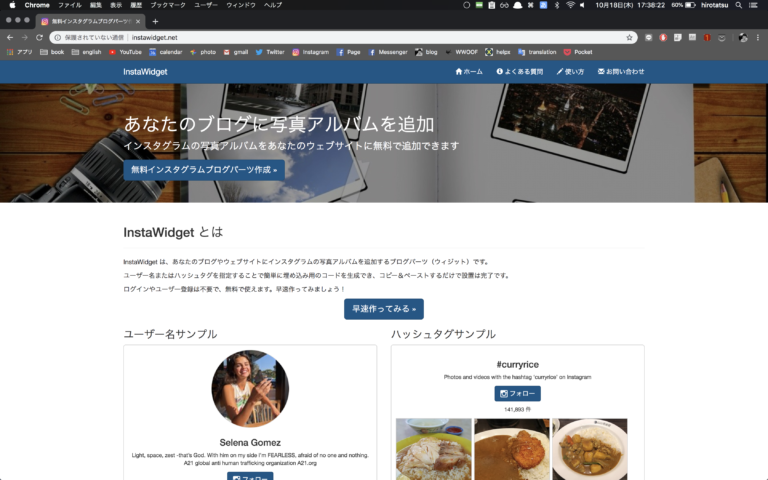 Chrome ファイル 編集 表示 履歴 ブックマーク ユーザー ウィンドウ ヘルプ 10月18日(木) 17:38:22 60% hirotatsu
無料インスタグラムブログパーツ
保護されていない通信 | instawidget.net
アプリ book english YouTube calendar photo gmail Twitter Instagram Page Messenger blog WWOOF helpx translation Pocket
InstaWidget ホーム よくある質問 使い方 お問い合わせ
あなたのブログに写真アルバムを追加
インスタグラムの写真アルバムをあなたのウェブサイトに無料で追加できます
無料インスタグラムブログパーツ作成 »
InstaWidget とは
InstaWidget は、あなたのブログやウェブサイトにインスタグラムの写真アルバムを追加するブログパーツ（ウィジット）です。
ユーザー名またはハッシュタグを指定することで簡単に埋め込み用のコードを生成でき、コピー&ペーストするだけで設置は完了です。
ログインやユーザー登録は不要で、無料で使えます。早速作ってみましょう！
早速作ってみる »
ユーザー名サンプル
Selena Gomez
Light, space, zest -that's God. With him on my side I'm FEARLESS, afraid of no one and nothing.
A21 global anti human trafficking organization A21.org
フォロー
ハッシュタグサンプル
#curryrice
Photos and videos with the hashtag 'curryrice' on Instagram
フォロー
141,893 件